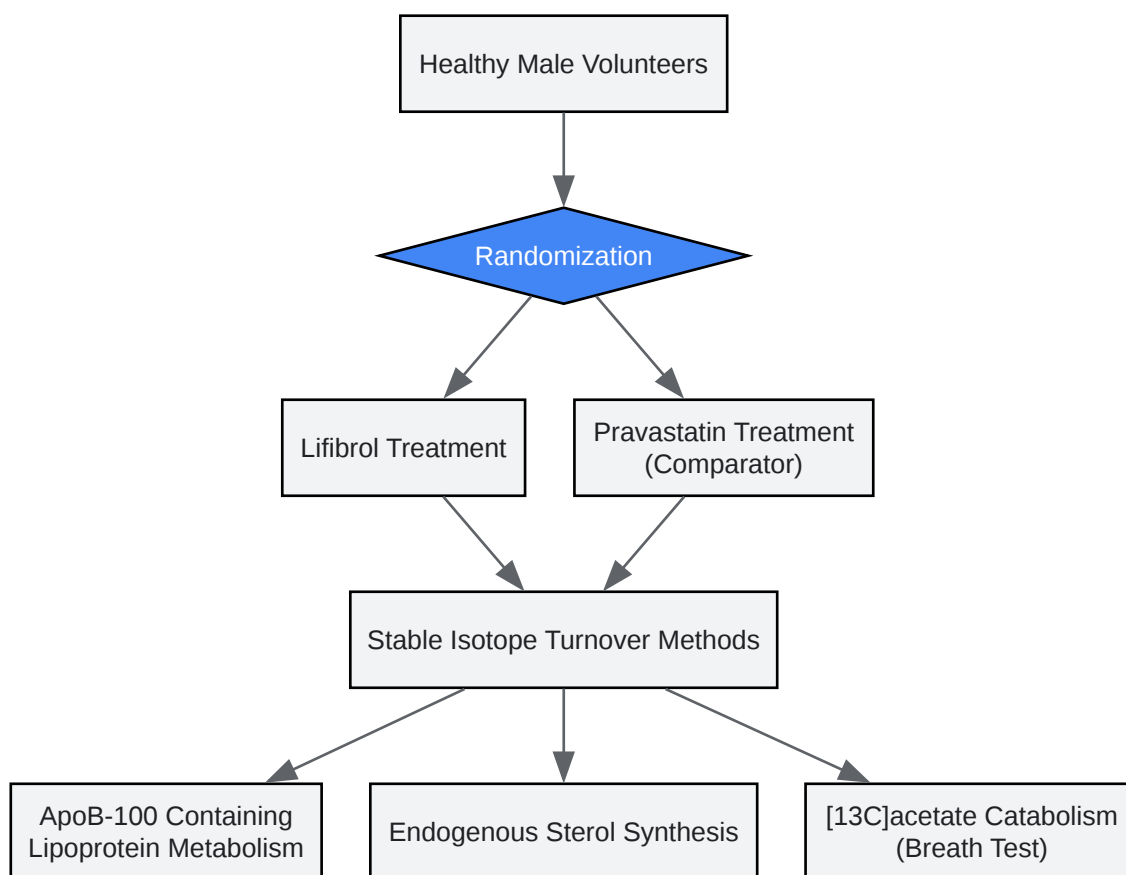 Healthy Male Volunteers
Randomization
Lifibrol Treatment
Pravastatin Treatment
(Comparator)
Stable Isotope Turnover Methods
ApoB-100 Containing
Lipoprotein Metabolism
Endogenous Sterol Synthesis
[13C]acetate Catabolism
(Breath Test)